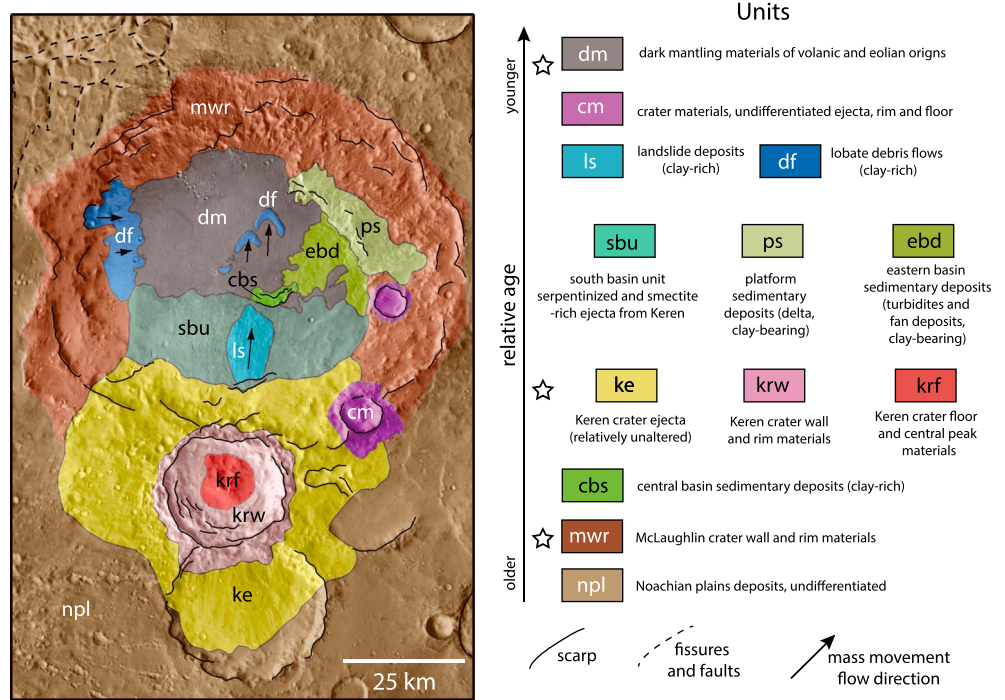 mwr
df
dm
df
ps
ebd
cbs
sbu
ls
cm
krf
krw
ke
npl
25 km
Units
younger
relative age
older
dm
dark mantling materials of volanic and eolian orgins
cm
crater materials, undifferentiated ejecta, rim and floor
ls
landslide deposits
(clay-rich)
df
lobate debris flows
(clay-rich)
sbu
south basin unit
serpentinized and smectite
-rich ejecta from Keren
ps
platform
sedimentary
deposits (delta,
clay-bearing)
ebd
eastern basin
sedimentary deposits
(turbidites and
fan deposits,
clay-bearing)
ke
Keren crater ejecta
(relatively unaltered)
krw
Keren crater wall
and rim materials
krf
Keren crater floor
and central peak
materials
cbs
central basin sedimentary deposits (clay-rich)
mwr
McLaughlin crater wall and rim materials
npl
Noachian plains deposits, undifferentiated
scarp
fissures
and faults
mass movement
flow direction